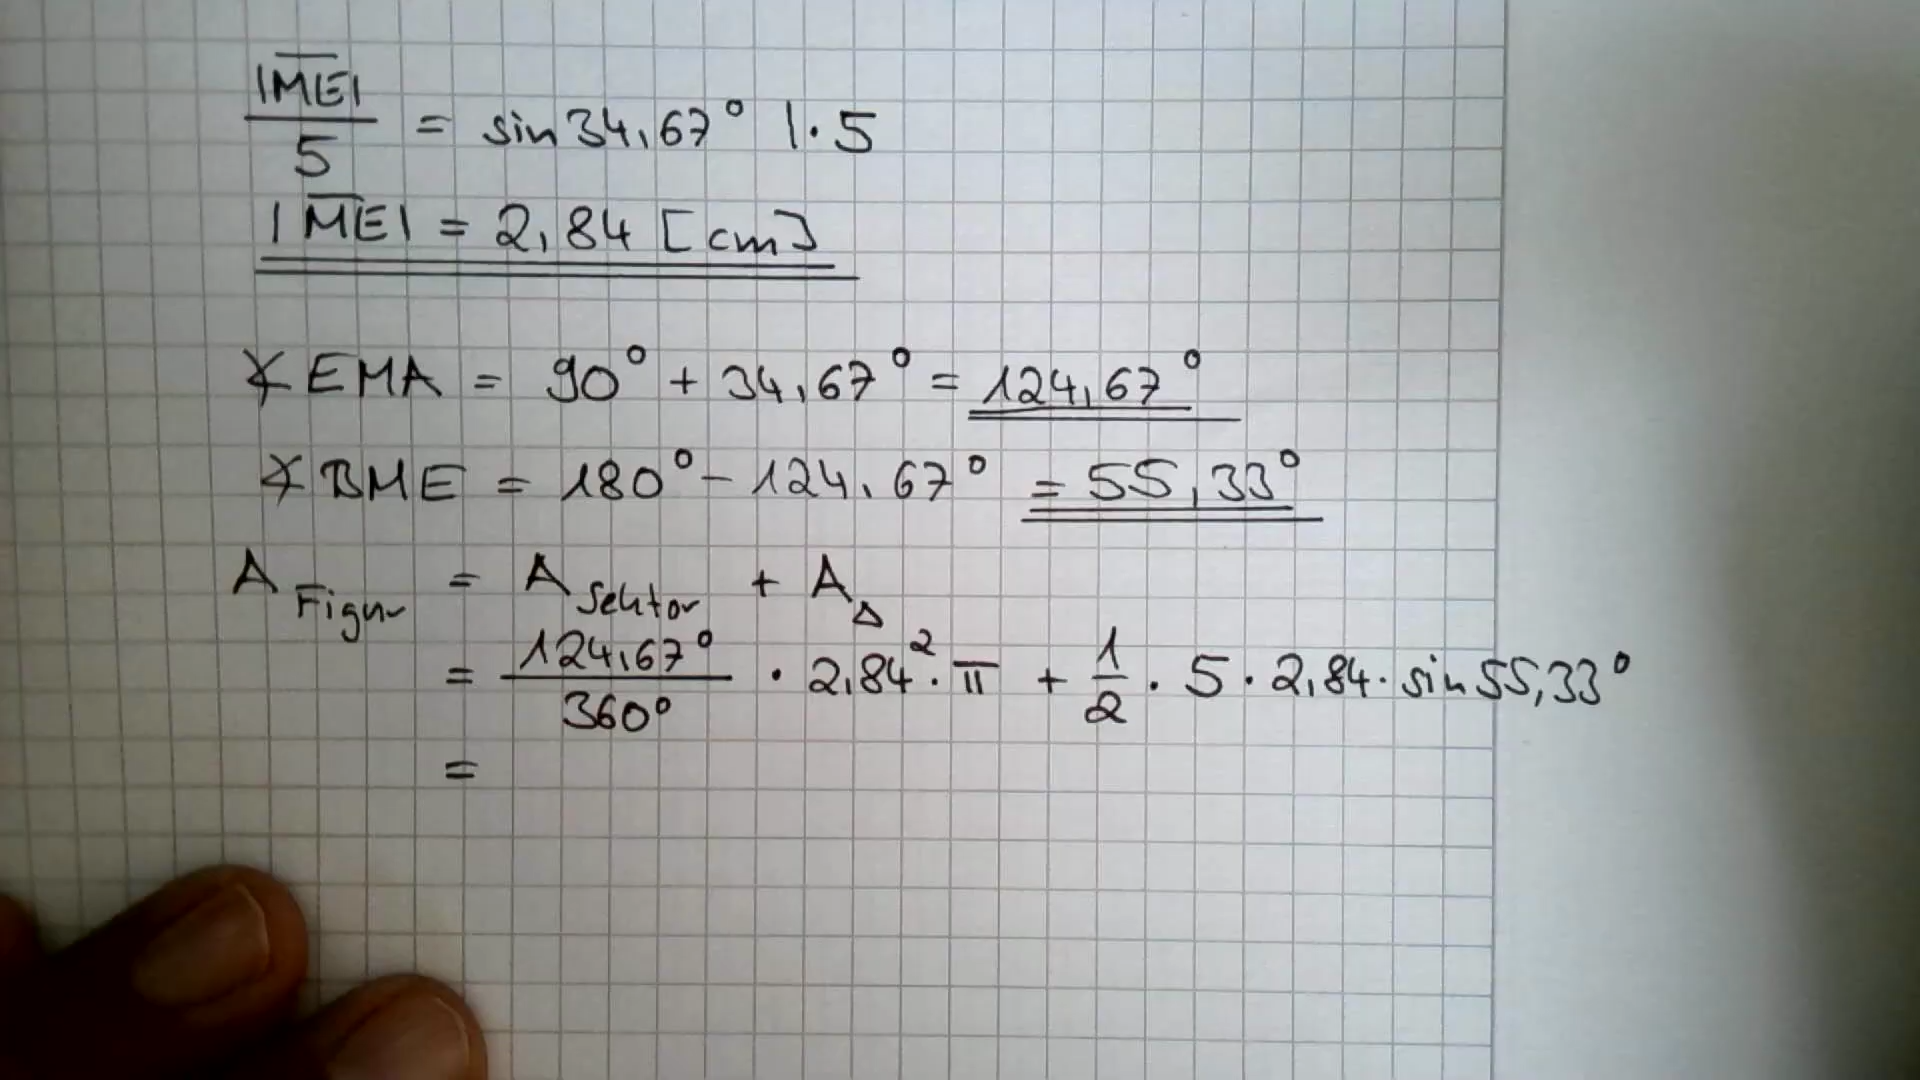 |ME|/5 = sin 34,67° |·5
|ME| = 2,84 [cm]
∢ EMA = 90° + 34,67° = 124,67°
∢ BME = 180° - 124,67° = 55,33°
A Figur = A Sektor + A Δ
= 124,67°/360° · 2,84² · π + 1/2 · 5 · 2,84 · sin 55,33°
=